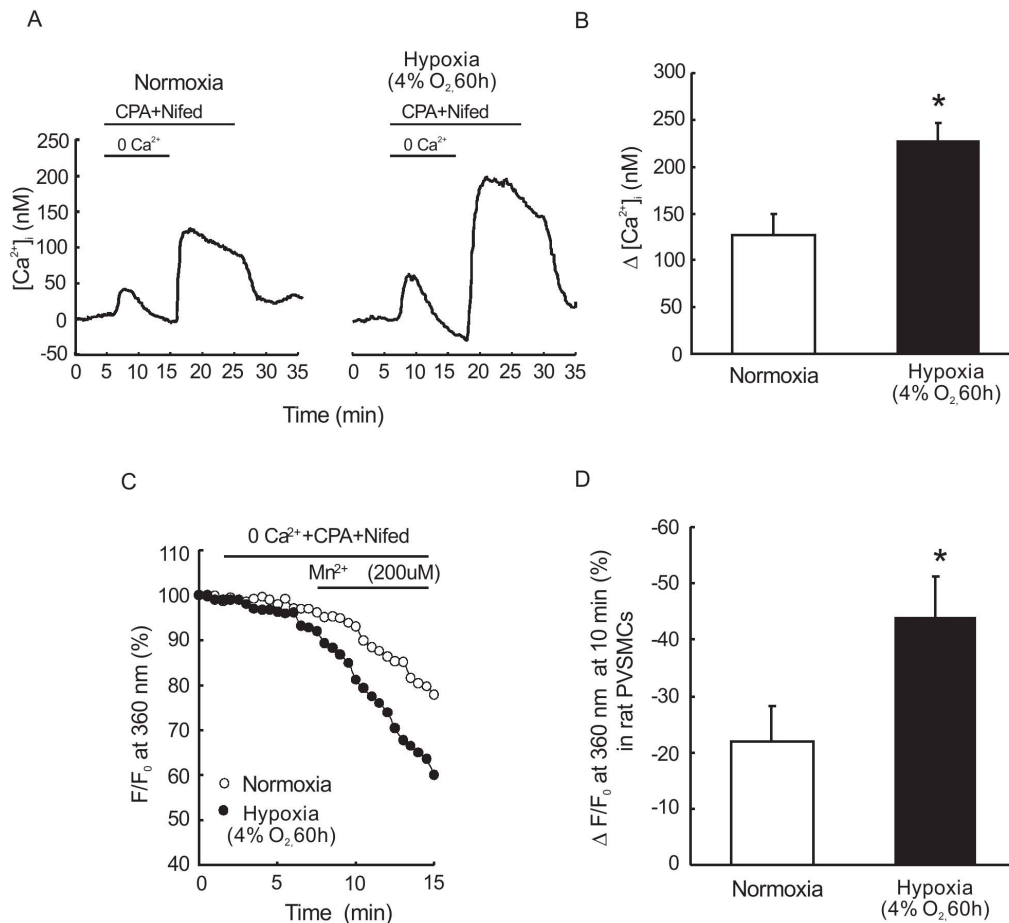 A
Normoxia
CPA+Nifed
0 Ca²⁺
Hypoxia
(4% O₂,60h)
CPA+Nifed
0 Ca²⁺
[Ca²⁺]i (nM)
250
200
150
100
50
0
-50
0 5 10 15 20 25 30 35
0 5 10 15 20 25 30 35
Time (min)
B
Δ [Ca²⁺]i (nM)
300
250
200
150
100
50
0
*
Normoxia
Hypoxia
(4% O₂,60h)
C
0 Ca²⁺+CPA+Nifed
Mn²⁺ (200uM)
F/F₀ at 360 nm (%)
110
100
90
80
70
60
50
40
Normoxia
Hypoxia
(4% O₂,60h)
0 5 10 15
Time (min)
D
Δ F/F₀ at 360 nm at 10 min (%)
in rat PVSMCs
-60
-50
-40
-30
-20
-10
0
*
Normoxia
Hypoxia
(4% O₂,60h)